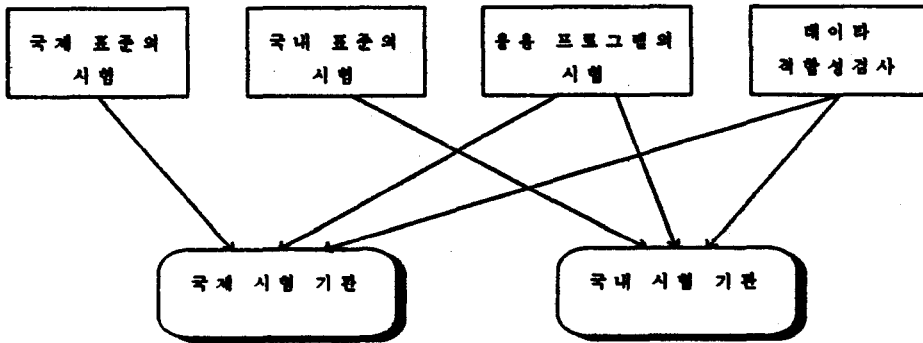 국제 표준의
시험
국내 표준의
시험
응용 프로그램의
시험
데이타
적합성검사
국제 시험 기관
국내 시험 기관